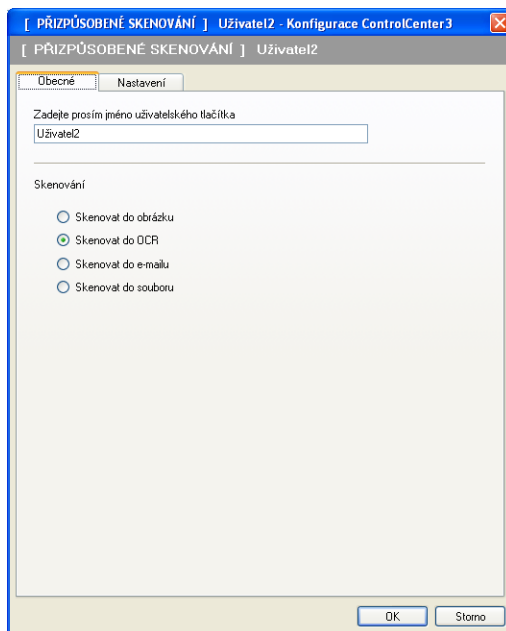 [ PŘIZPŮSOBENÉ SKENOVÁNÍ ] Uživatel2 - Konfigurace ControlCenter3
[ PŘIZPŮSOBENÉ SKENOVÁNÍ ] Uživatel2
Obecné Nastavení
Zadejte prosím jméno uživatelského tlačítka
Uživatel2
Skenování
Skenovat do obrázku
Skenovat do OCR
Skenovat do e-mailu
Skenovat do souboru
OK Storno